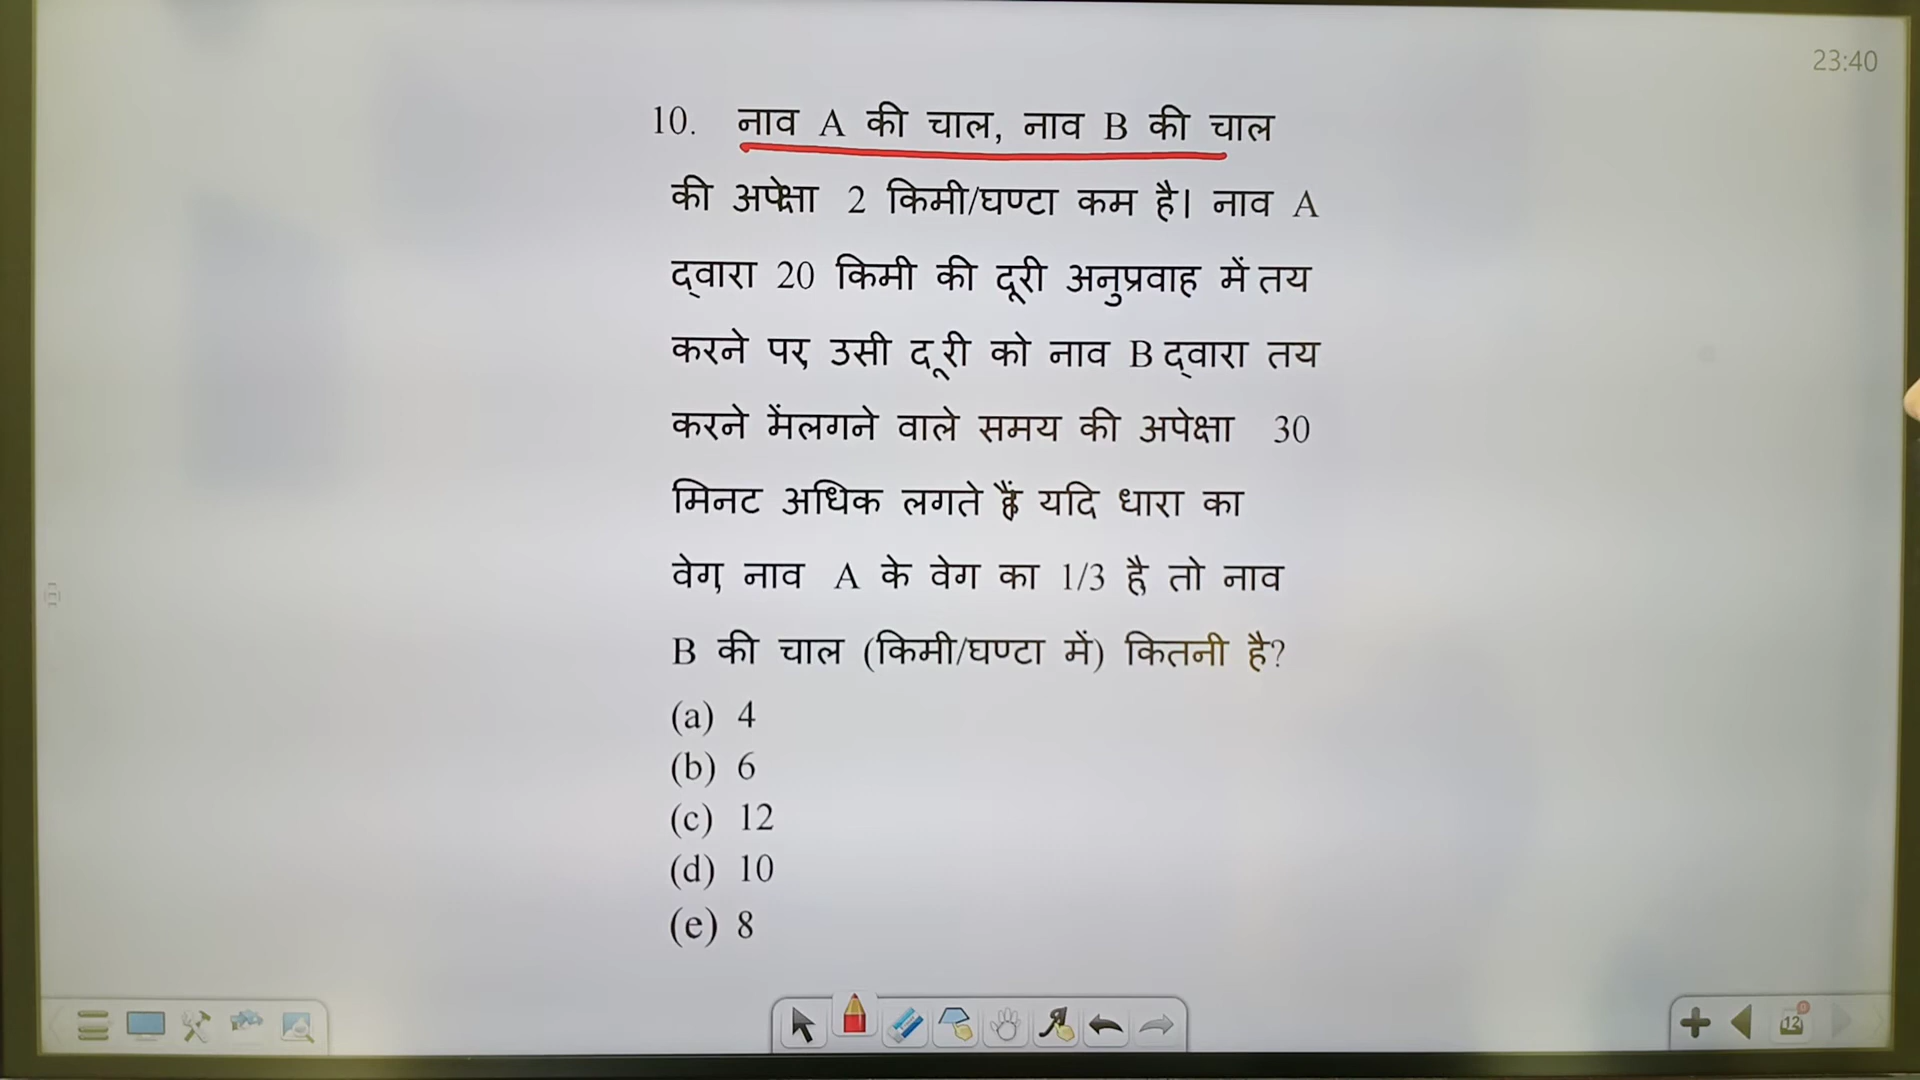 23:40
10. नाव A की चाल, नाव B की चाल
की अपेक्षा 2 किमी/घण्टा कम है। नाव A
द्वारा 20 किमी की दूरी अनुप्रवाह में तय
करने पर, उसी दूरी को नाव B द्वारा तय
करने में लगने वाले समय की अपेक्षा 30
मिनट अधिक लगते हैं यदि धारा का
वेग, नाव A के वेग का 1/3 है, तो नाव
B की चाल (किमी/घण्टा में) कितनी है?
(a) 4
(b) 6
(c) 12
(d) 10
(e) 8
12